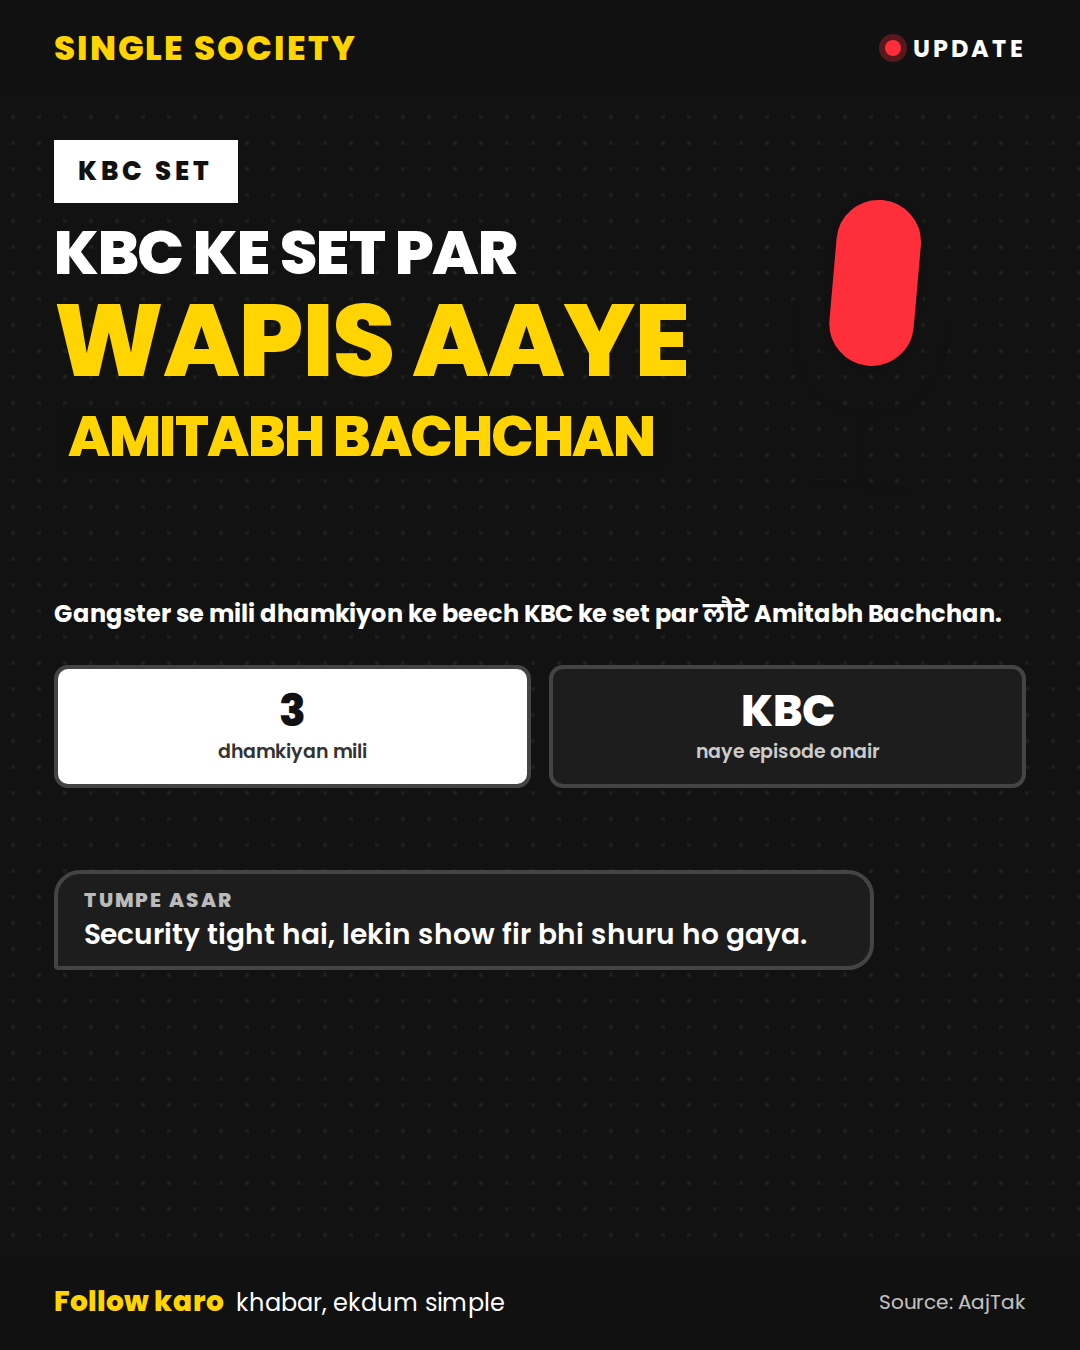 SINGLE SOCIETY
UPDATE
KBC SET
KBC KE SET PAR
WAPIS AAYE
AMITABH BACHCHAN
Gangster se mili dhamkiyon ke beech KBC ke set par लौटे Amitabh Bachchan.
3
dhamkiyan mili
KBC
naye episode onair
TUMPE ASAR
Security tight hai, lekin show fir bhi shuru ho gaya.
Follow karo khabar, ekdum simple
Source: AajTak